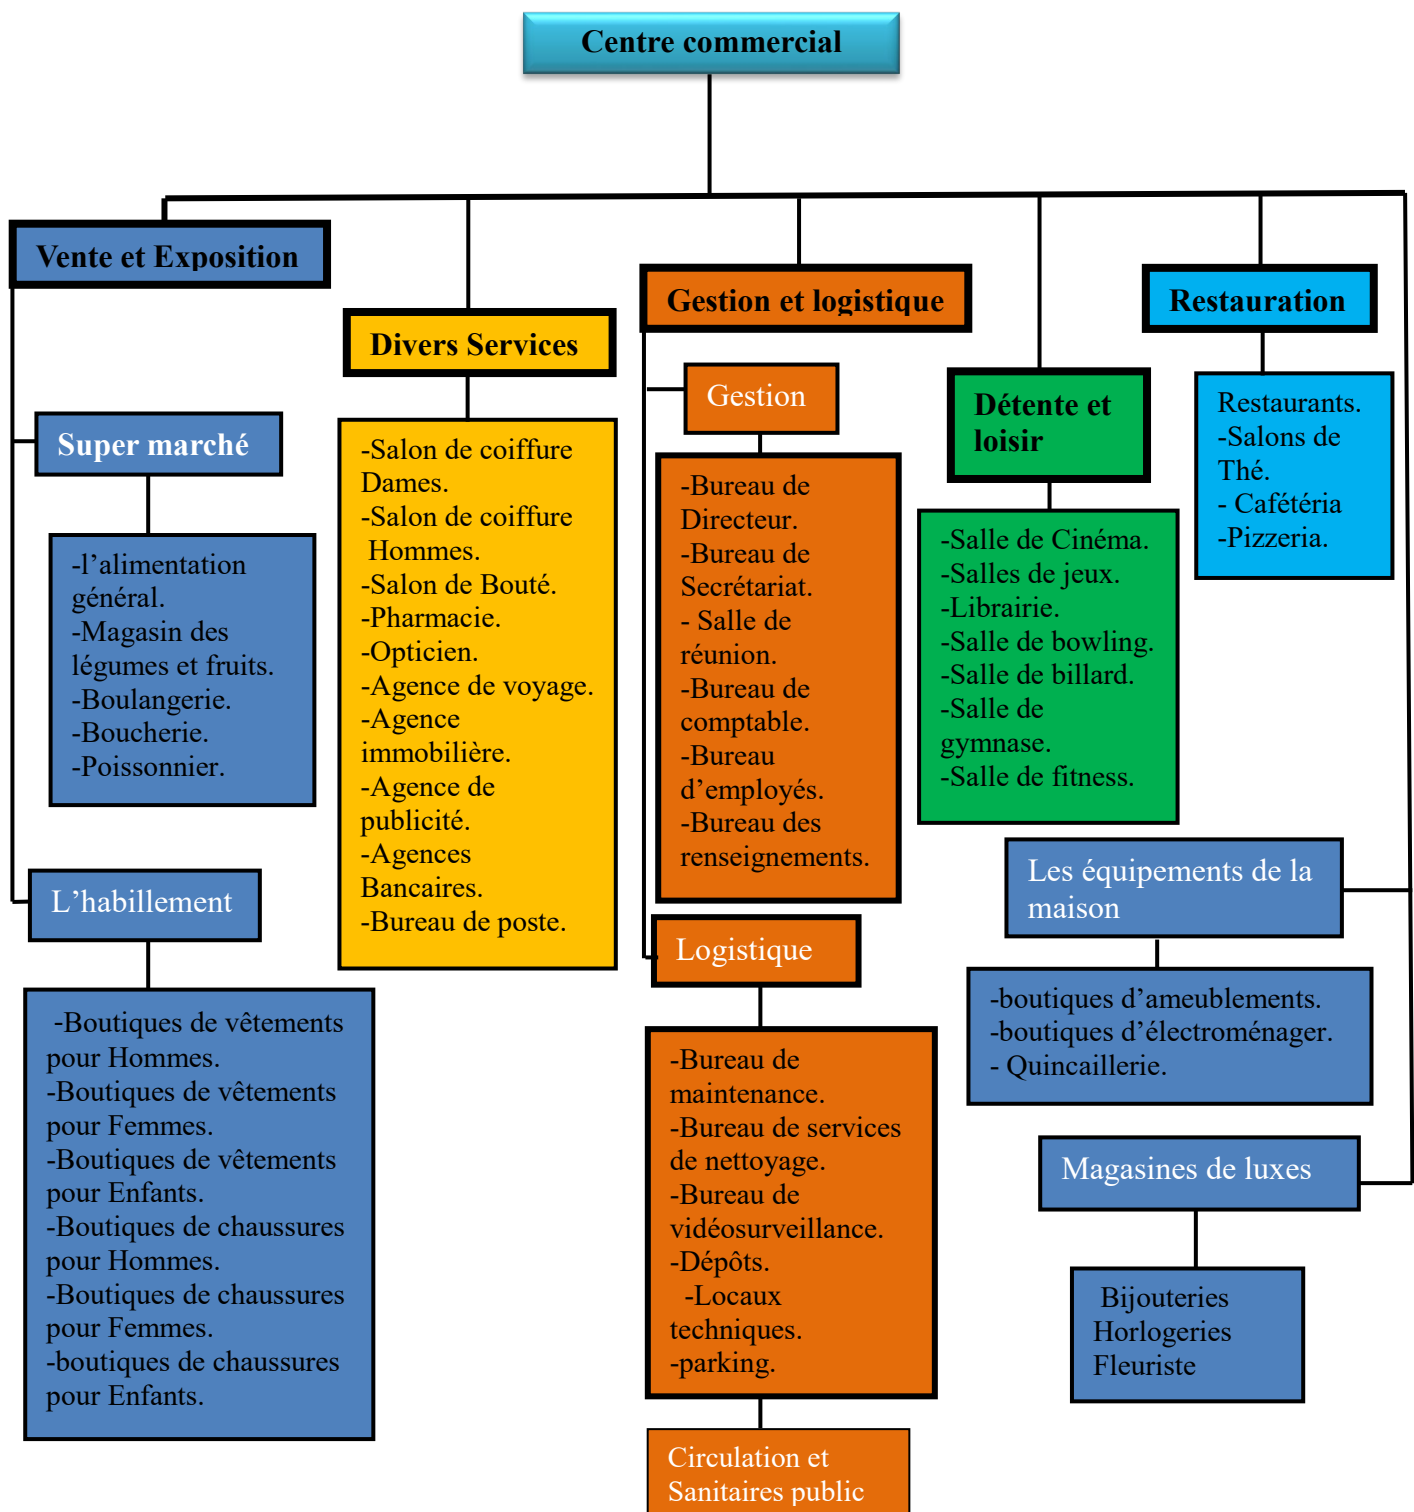 Centre commercial
Vente et Exposition
Super marché
-l’alimentation
général.
-Magasin des
légumes et fruits.
-Boulangerie.
-Boucherie.
-Poissonnier.
L’habillement
-Boutiques de vêtements
pour Hommes.
-Boutiques de vêtements
pour Femmes.
-Boutiques de vêtements
pour Enfants.
-Boutiques de chaussures
pour Hommes.
-Boutiques de chaussures
pour Femmes.
-boutiques de chaussures
pour Enfants.
Divers Services
-Salon de coiffure
Dames.
-Salon de coiffure
Hommes.
-Salon de Bouté.
-Pharmacie.
-Opticien.
-Agence de voyage.
-Agence
immobilière.
-Agence de
publicité.
-Agences
Bancaires.
-Bureau de poste.
Gestion et logistique
Gestion
-Bureau de
Directeur.
-Bureau de
Secrétariat.
- Salle de
réunion.
-Bureau de
comptable.
-Bureau
d’employés.
-Bureau des
renseignements.
Logistique
-Bureau de
maintenance.
-Bureau de services
de nettoyage.
-Bureau de
vidéosurveillance.
-Dépôts.
-Locaux
techniques.
-parking.
Circulation et
Sanitaires public
Détente et
loisir
-Salle de Cinéma.
-Salles de jeux.
-Librairie.
-Salle de bowling.
-Salle de billard.
-Salle de
gymnase.
-Salle de fitness.
Restauration
Restaurants.
-Salons de
Thé.
- Cafétéria
-Pizzeria.
Les équipements de la
maison
-boutiques d’ameublements.
-boutiques d’électroménager.
- Quincaillerie.
Magasines de luxes
Bijouteries
Horlogeries
Fleuriste